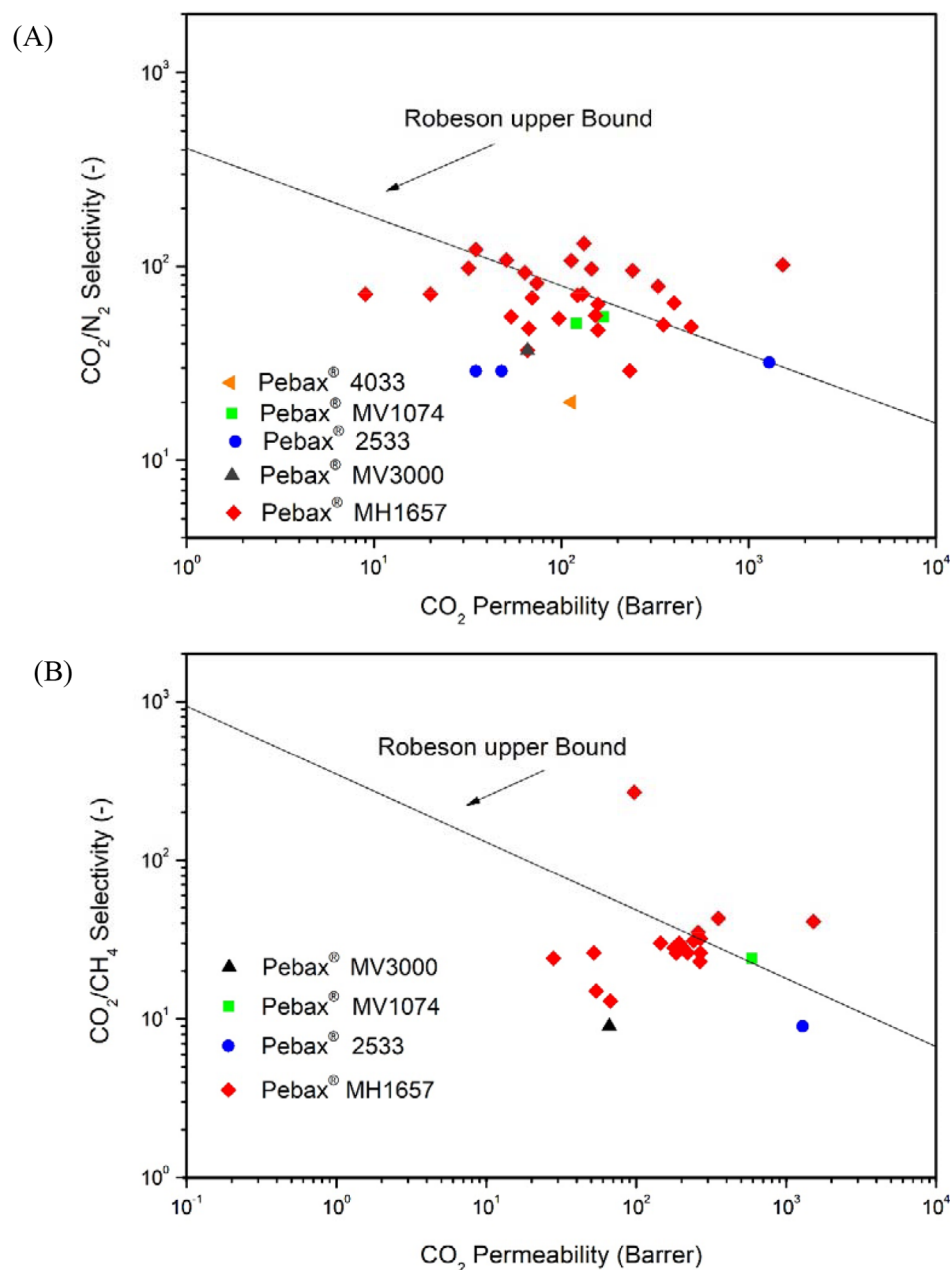 (A)
10³
Robeson upper Bound
CO₂/N₂ Selectivity (-)
10²
Pebax® 4033
Pebax® MV1074
Pebax® 2533
10¹
Pebax® MV3000
Pebax® MH1657
10⁰ 10¹ 10² 10³ 10⁴
CO₂ Permeability (Barrer)
(B)
10³
Robeson upper Bound
CO₂/CH₄ Selectivity (-)
10²
Pebax® MV3000
Pebax® MV1074
10¹
Pebax® 2533
Pebax® MH1657
10⁰
10⁻¹ 10⁰ 10¹ 10² 10³ 10⁴
CO₂ Permeability (Barrer)